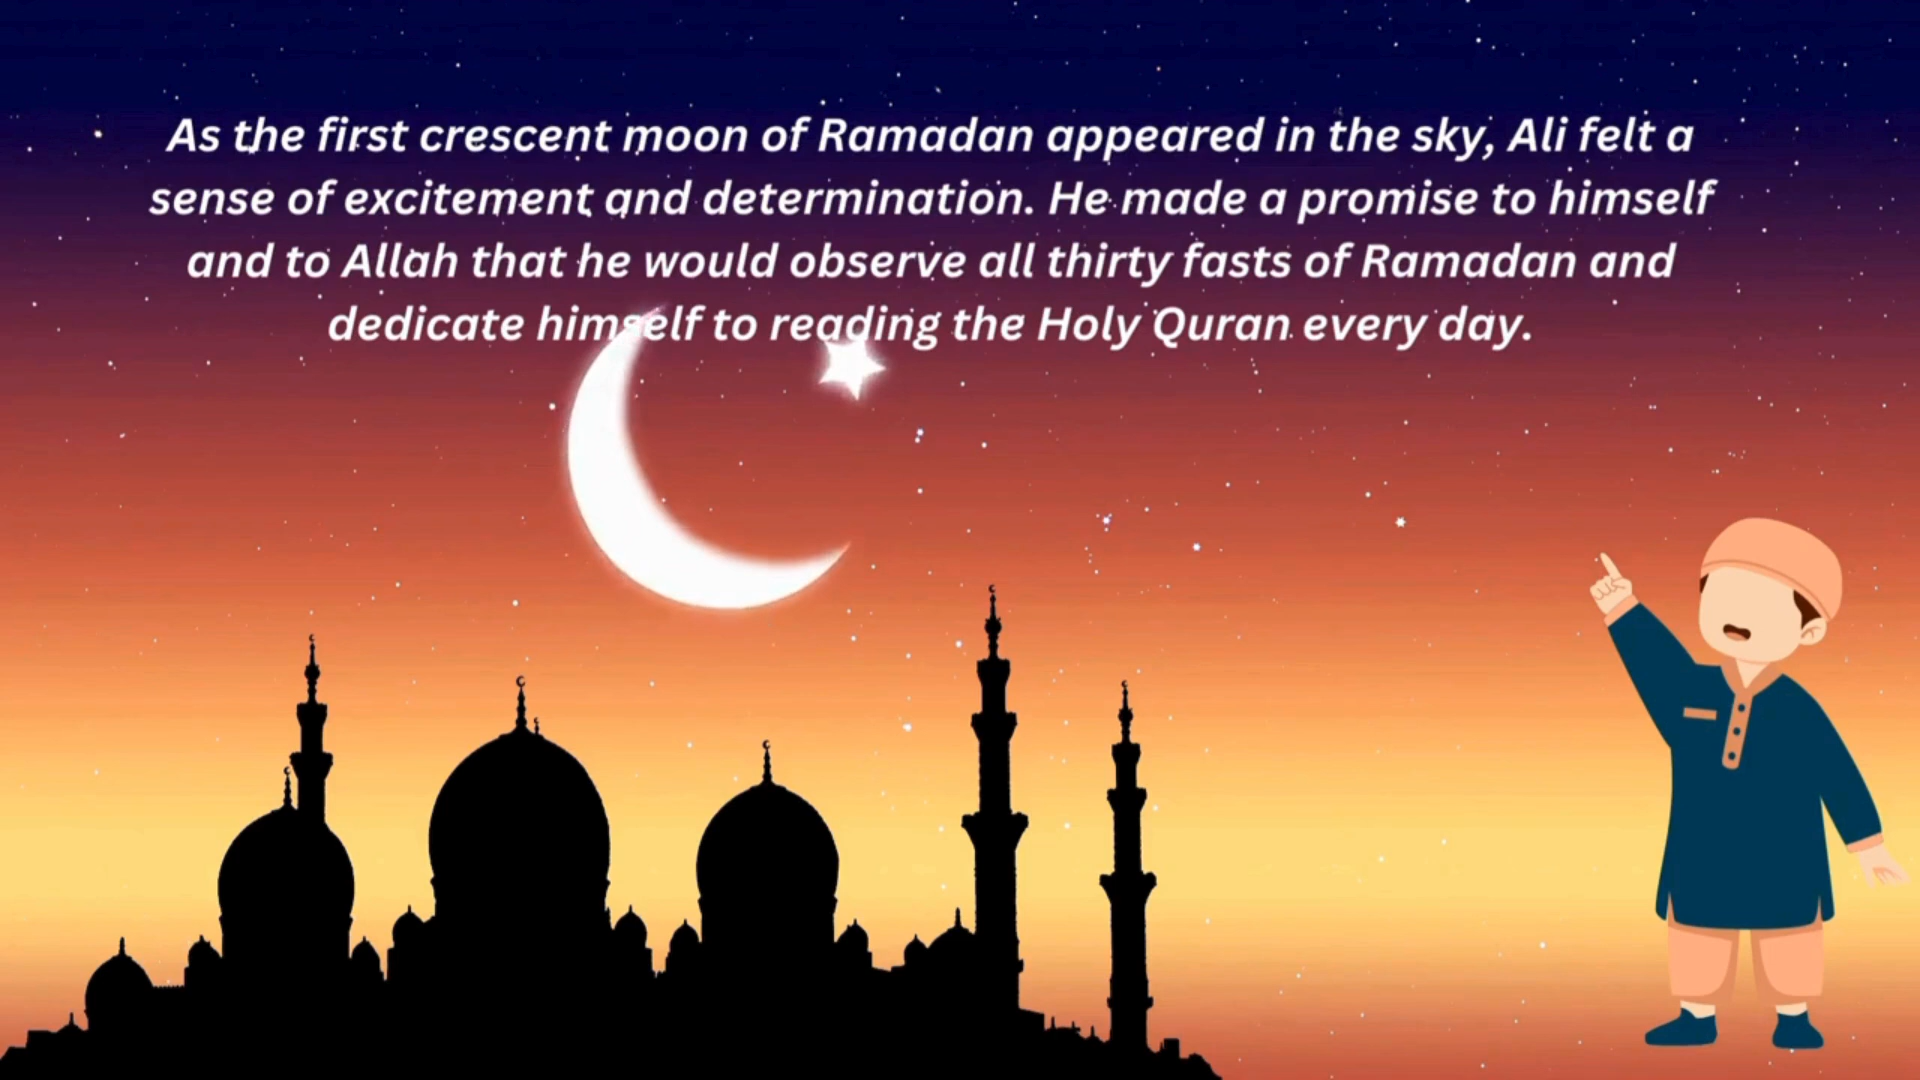 As the first crescent moon of Ramadan appeared in the sky, Ali felt a
sense of excitement and determination. He made a promise to himself
and to Allah that he would observe all thirty fasts of Ramadan and
dedicate himself to reading the Holy Quran every day.